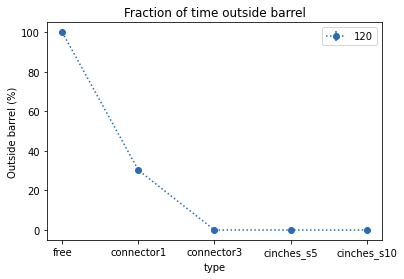 Fraction of time outside barrel
120
100
80
60
40
20
0
Outside barrel (%)
free connector1 connector3 cinches_s5 cinches_s10
type